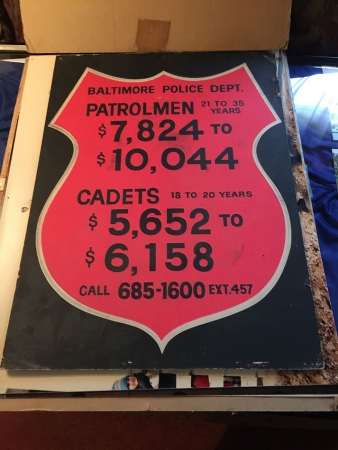 BALTIMORE POLICE DEPT.
PATROLMEN 21 TO 35 YEARS
$7,824 TO
$10,044
CADETS 18 TO 20 YEARS
$5,652 TO
$6,158
CALL 685-1600 EXT. 457